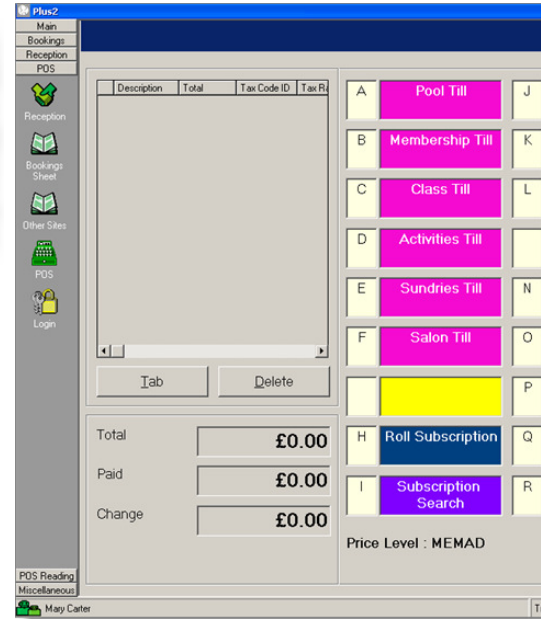 Plus2
Main
Bookings
Reception
POS
Reception
Bookings
Sheet
Other Sites
POS
Login
POS Reading
Miscellaneous
Description Total Tax Code ID Tax
Tab Delete
Total £0.00
Paid £0.00
Change £0.00
A Pool Till J
B Membership Till K
C Class Till L
D Activities Till
E Sundries Till N
F Salon Till O
P
H Roll Subscription Q
I Subscription R
Search
Price Level : MEMAD
Mary Carter